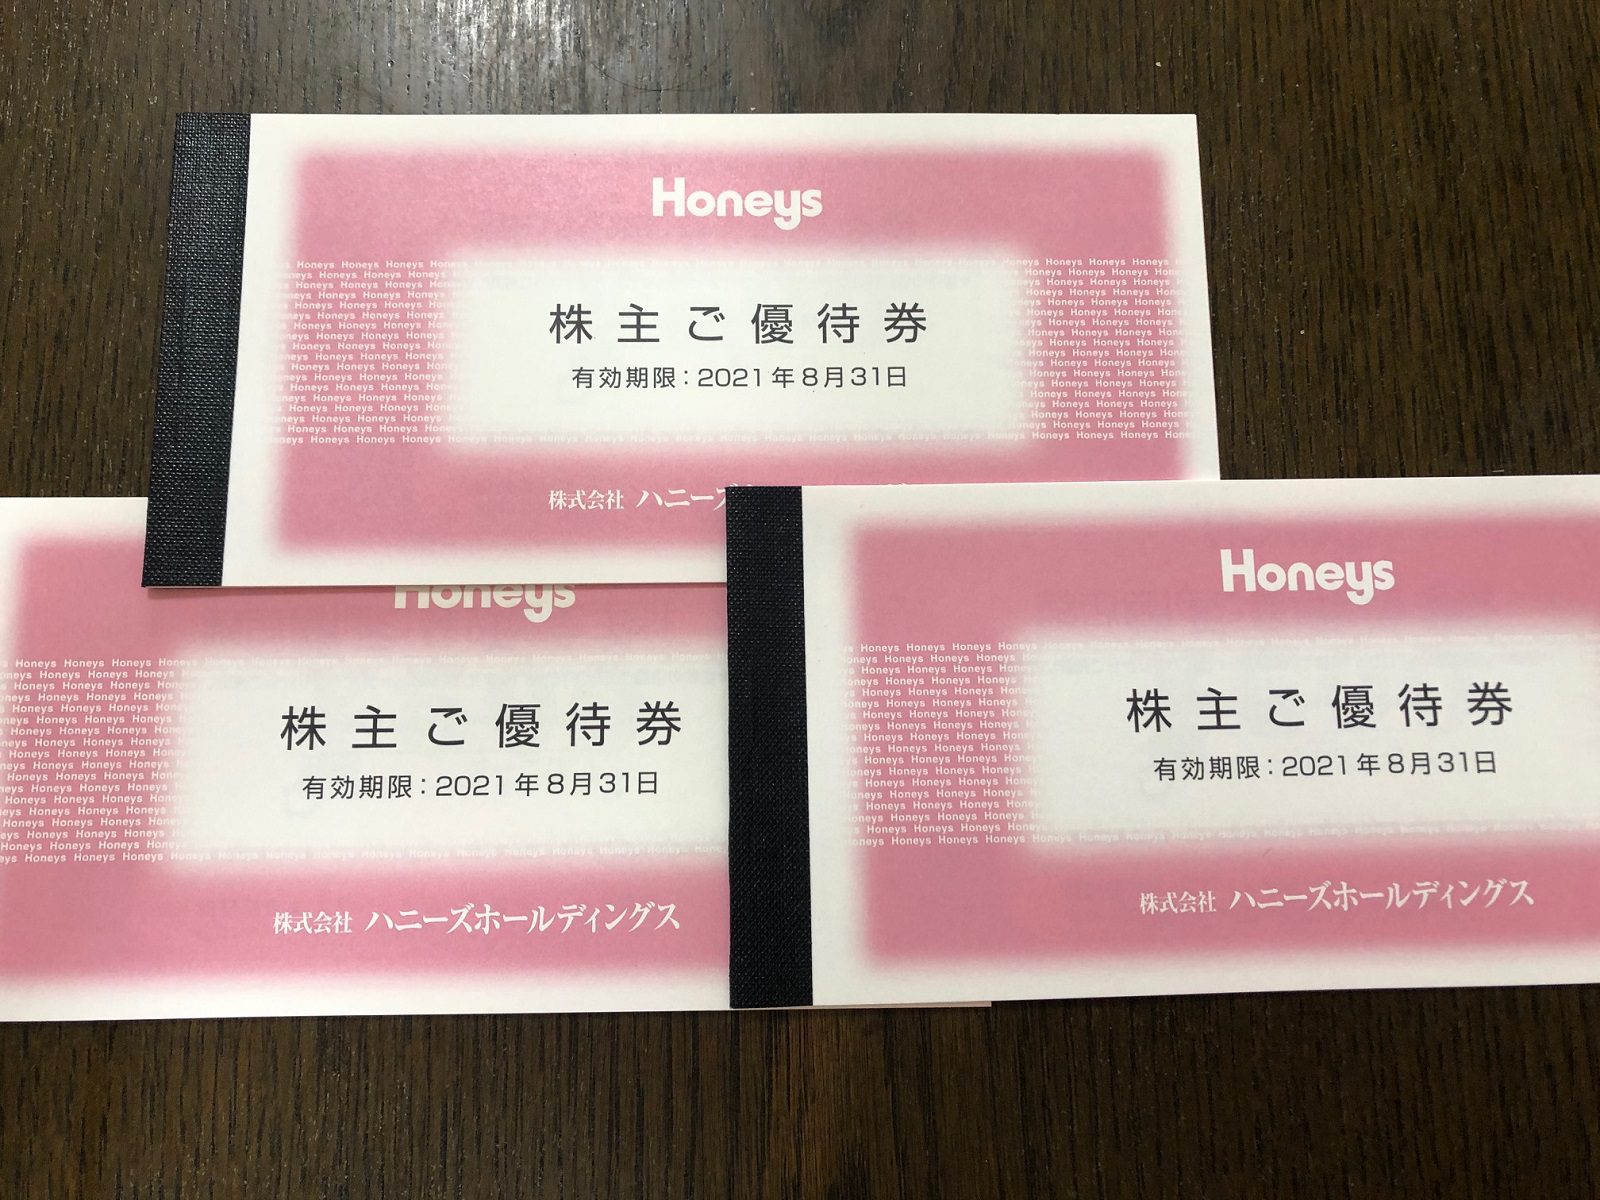 Honeys
株主ご優待券
有効期限：2021年8月31日
株式会社 ハニーズ
Honeys
株主ご優待券
有効期限：2021年8月31日
株式会社 ハニーズホールディングス
Honeys
株主ご優待券
有効期限：2021年8月31日
株式会社 ハニーズホールディングス